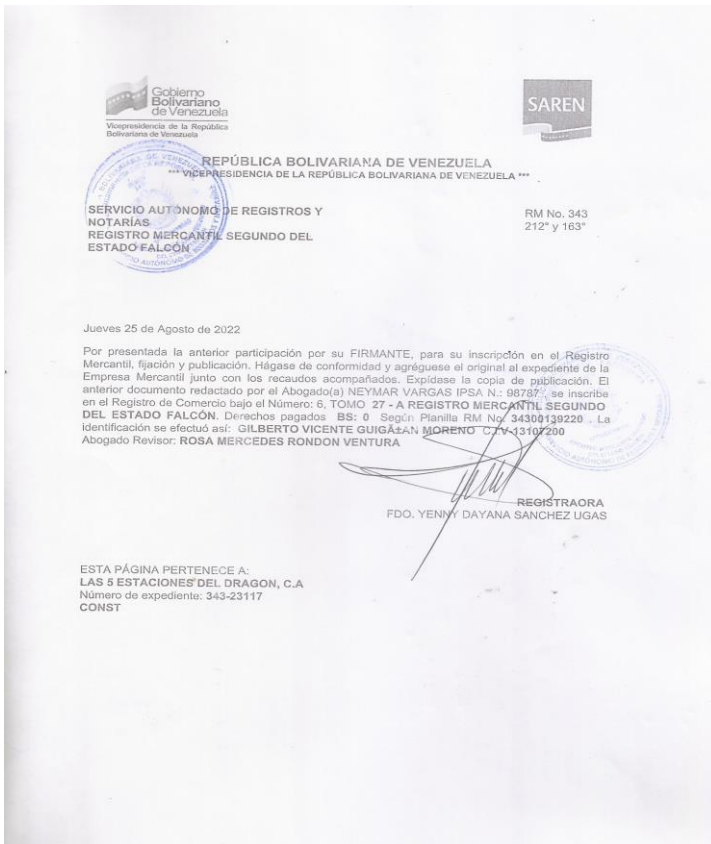 Gobierno
Bolivariano
de Venezuela
Vicepresidencia de la República
Bolivariana de Venezuela
SAREN
REPÚBLICA BOLIVARIANA DE VENEZUELA
*** VICEPRESIDENCIA DE LA REPÚBLICA BOLIVARIANA DE VENEZUELA ***
SERVICIO AUTÓNOMO DE REGISTROS Y
NOTARÍAS
REGISTRO MERCANTIL SEGUNDO DEL
ESTADO FALCÓN
RM No. 343
212° y 163°
Jueves 25 de Agosto de 2022
Por presentada la anterior participación por su FIRMANTE, para su inscripción en el Registro
Mercantil, fijación y publicación. Hágase de conformidad y agréguese el original al expediente de la
Empresa Mercantil junto con los recaudos acompañados. Expídase la copia de publicación. El
anterior documento redactado por el Abogado(a) NEYMAR VARGAS IPSA N.: 98787 , se inscribe
en el Registro de Comercio bajo el Número: 6, TOMO 27 - A REGISTRO MERCANTIL SEGUNDO
DEL ESTADO FALCÓN. Derechos pagados BS: 0 Según Planilla RM No. 34300139220 . La
identificación se efectuó así: GILBERTO VICENTE GUIGñAN MORENO C.I:V-13107200
Abogado Revisor: ROSA MERCEDES RONDON VENTURA
REGISTRAORA
FDO. YENNY DAYANA SANCHEZ UGAS
ESTA PÁGINA PERTENECE A:
LAS 5 ESTACIONES DEL DRAGON, C.A
Número de expediente: 343-23117
CONST